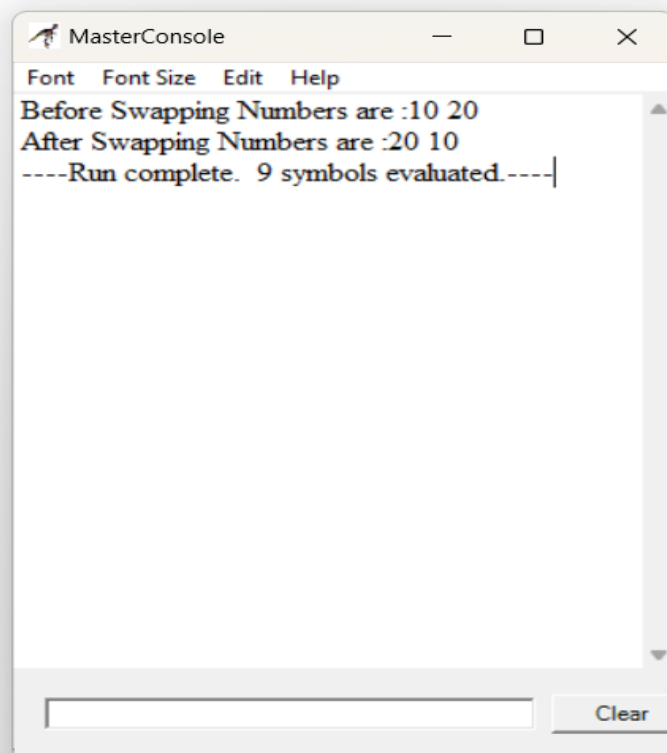 MasterConsole
Font Font Size Edit Help
Before Swapping Numbers are :10 20
After Swapping Numbers are :20 10
----Run complete.  9 symbols evaluated.----
Clear